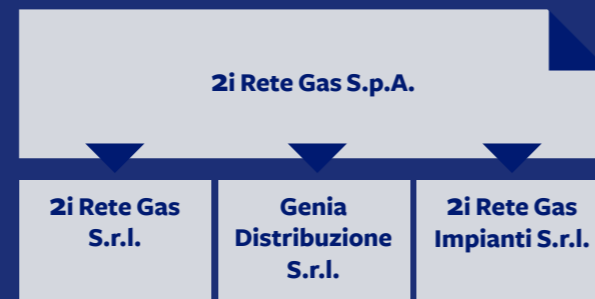 2i Rete Gas S.p.A.
2i Rete Gas
S.r.l.
Genia
Distribuzione
S.r.l.
2i Rete Gas
Impianti S.r.l.